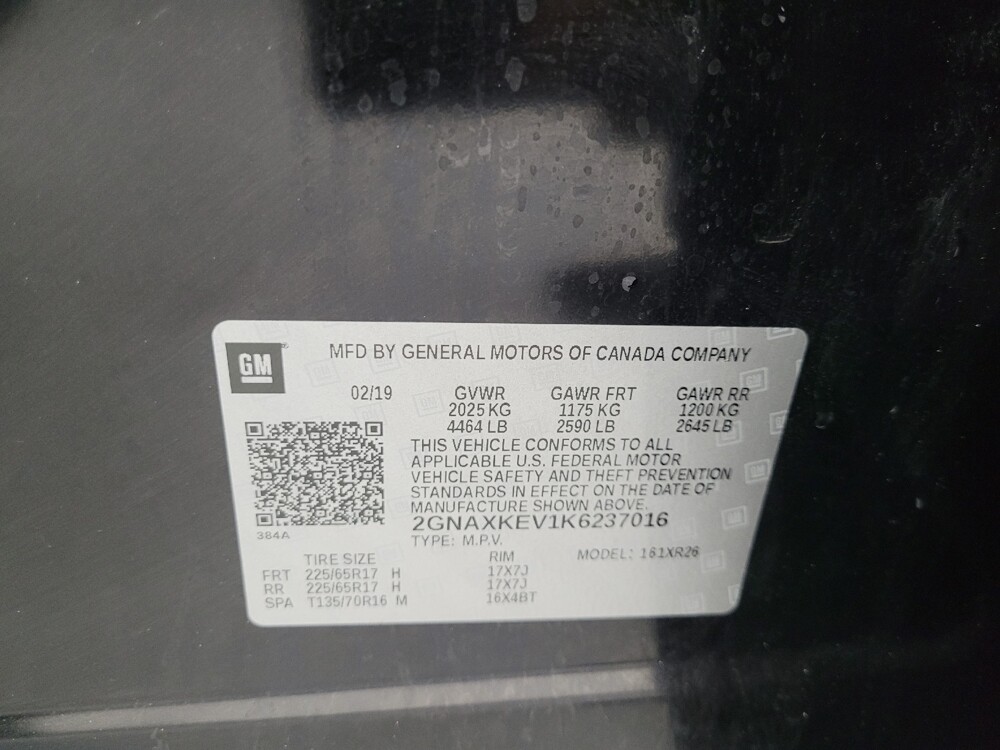 GM
MFD BY GENERAL MOTORS OF CANADA COMPANY
02/19 GVWR GAWR FRT GAWR RR
2025 KG 1175 KG 1200 KG
4464 LB 2590 LB 2645 LB
THIS VEHICLE CONFORMS TO ALL
APPLICABLE U.S. FEDERAL MOTOR
VEHICLE SAFETY AND THEFT PREVENTION
STANDARDS IN EFFECT ON THE DATE OF
MANUFACTURE SHOWN ABOVE.
2GNAXKEV1K6237016
384A
TYPE: M.P.V.
TIRE SIZE RIM MODEL: 161XR26
FRT 225/65R17 H 17X7J
RR 225/65R17 H 17X7J
SPA T135/70R16 M 16X4BT